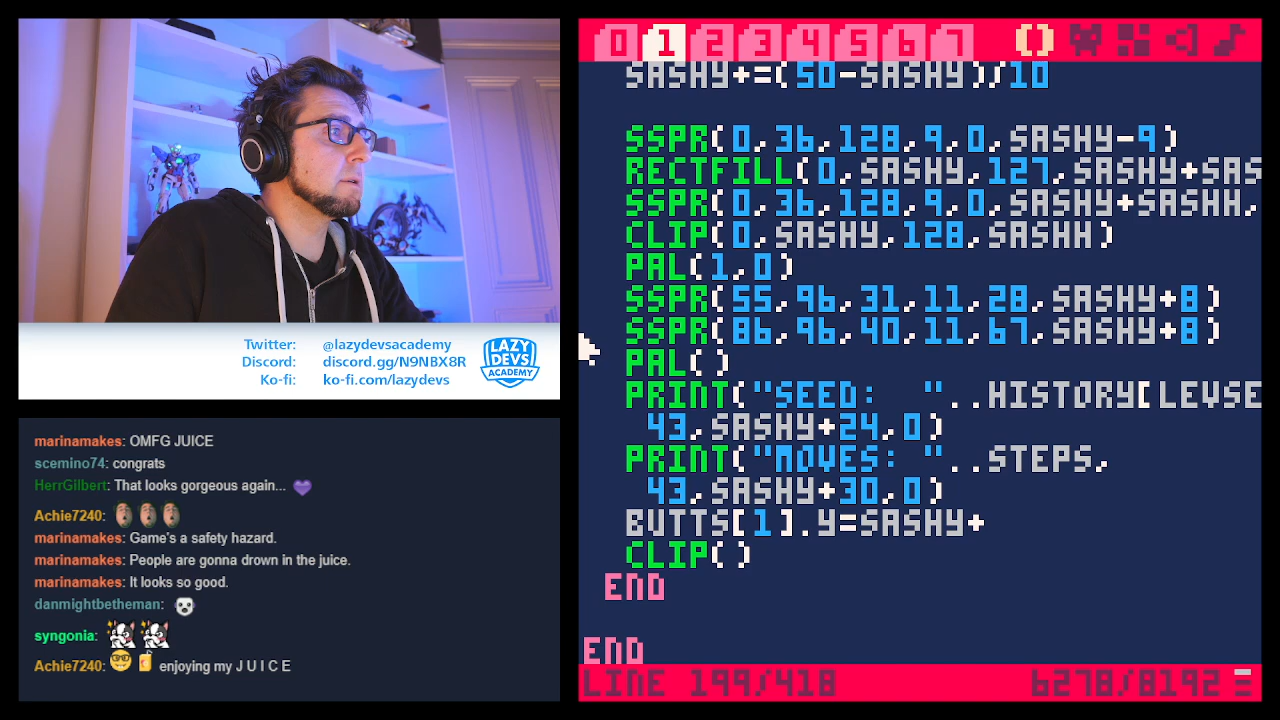 Twitter: @lazydevsacademy
Discord: discord.gg/N9NBX8R
Ko-fi: ko-fi.com/lazydevs
LAZY
DEVS
ACADEMY
marinamakes: OMFG JUICE
scemino74: congrats
HerrGilbert: That looks gorgeous again...
Achie7240:
marinamakes: Game's a safety hazard.
marinamakes: People are gonna drown in the juice.
marinamakes: It looks so good.
danmightbetheman:
syngonia:
Achie7240: enjoying my J U I C E
0 1 2 3 4 5 6 7 ()
SASHY+=(50-SASHY)/10
SSPR(0,36,128,9,0,SASHY-9)
RECTFILL(0,SASHY,127,SASHY+SAS
SSPR(0,36,128,9,0,SASHY+SASHH,
CLIP(0,SASHY,128,SASHH)
PAL(1,0)
SSPR(55,96,31,11,28,SASHY+8)
SSPR(86,96,40,11,67,SASHY+8)
PAL()
PRINT("SEED:  "..HISTORY[LEVSE
43,SASHY+24,0)
PRINT("MOVES: "..STEPS,
43,SASHY+30,0)
BUTTS[1].Y=SASHY+
CLIP()
END
END
LINE 199/418 6278/8192